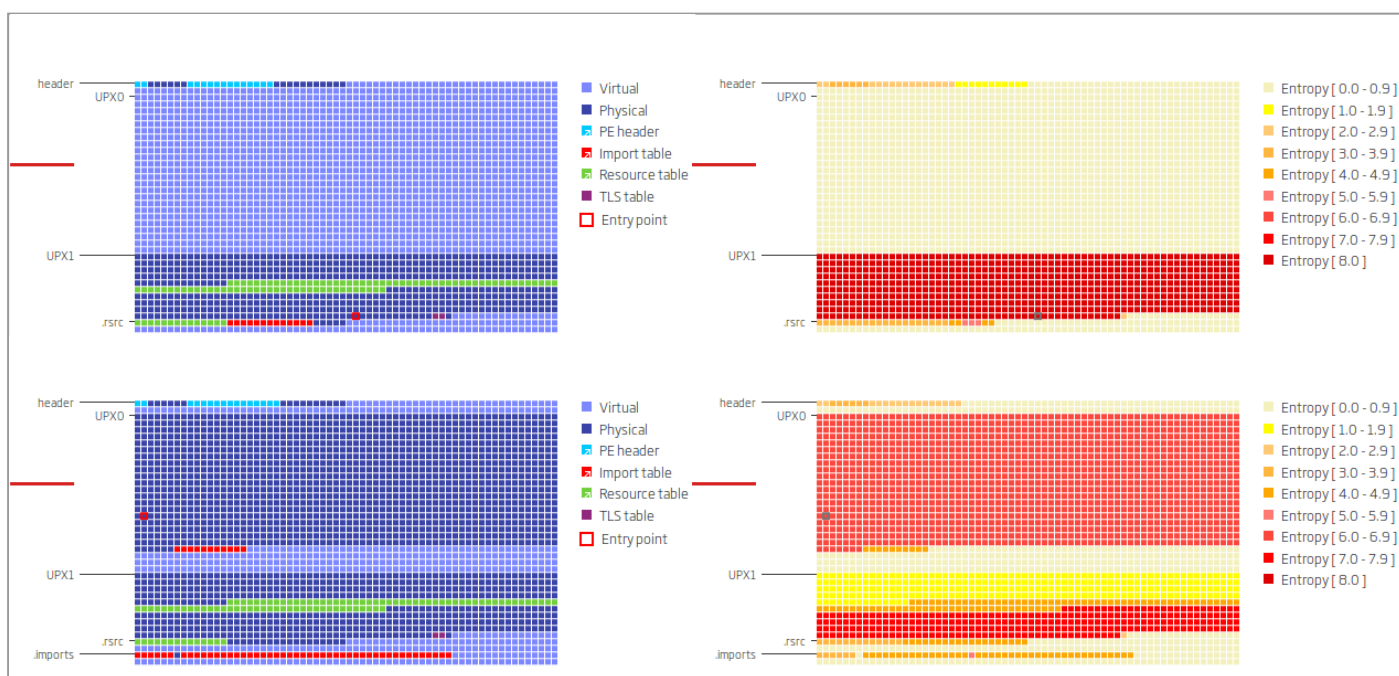 header
UPX0
UPX1
.rsrc
Virtual
Physical
PE header
Import table
Resource table
TLS table
Entry point
header
UPX0
UPX1
.rsrc
Entropy [ 0.0 - 0.9 ]
Entropy [ 1.0 - 1.9 ]
Entropy [ 2.0 - 2.9 ]
Entropy [ 3.0 - 3.9 ]
Entropy [ 4.0 - 4.9 ]
Entropy [ 5.0 - 5.9 ]
Entropy [ 6.0 - 6.9 ]
Entropy [ 7.0 - 7.9 ]
Entropy [ 8.0 ]
header
UPX0
UPX1
.rsrc
.imports
Virtual
Physical
PE header
Import table
Resource table
TLS table
Entry point
header
UPX0
UPX1
.rsrc
.imports
Entropy [ 0.0 - 0.9 ]
Entropy [ 1.0 - 1.9 ]
Entropy [ 2.0 - 2.9 ]
Entropy [ 3.0 - 3.9 ]
Entropy [ 4.0 - 4.9 ]
Entropy [ 5.0 - 5.9 ]
Entropy [ 6.0 - 6.9 ]
Entropy [ 7.0 - 7.9 ]
Entropy [ 8.0 ]